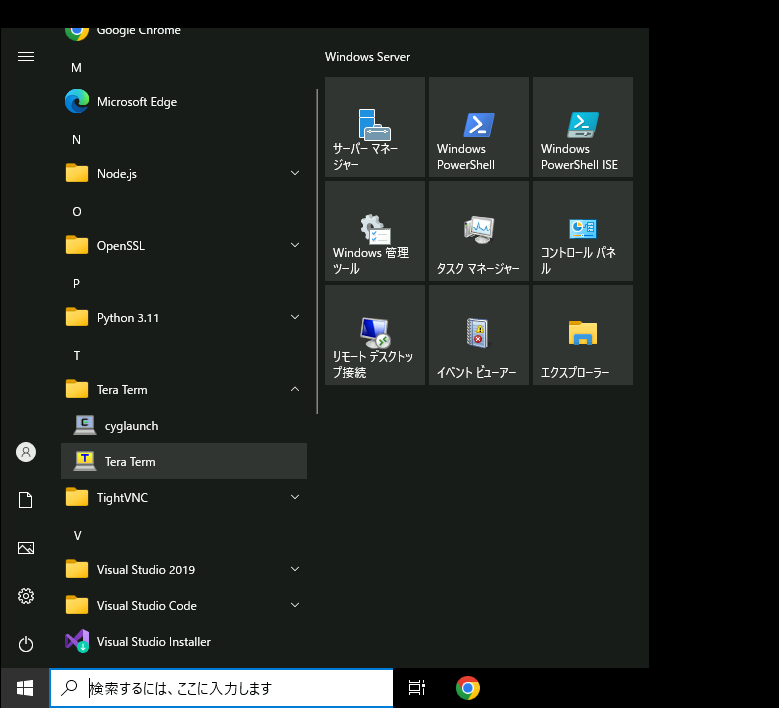 Google Chrome
M
Microsoft Edge
N
Node.js
O
OpenSSL
P
Python 3.11
T
Tera Term
cyglaunch
Tera Term
TightVNC
V
Visual Studio 2019
Visual Studio Code
Visual Studio Installer
Windows Server
サーバー マネー
ジャー
Windows
PowerShell
Windows
PowerShell ISE
Windows 管理
ツール
タスク マネージャー
コントロール パネ
ル
リモート デスクトッ
プ接続
イベント ビューアー
エクスプローラー
検索するには、ここに入力します